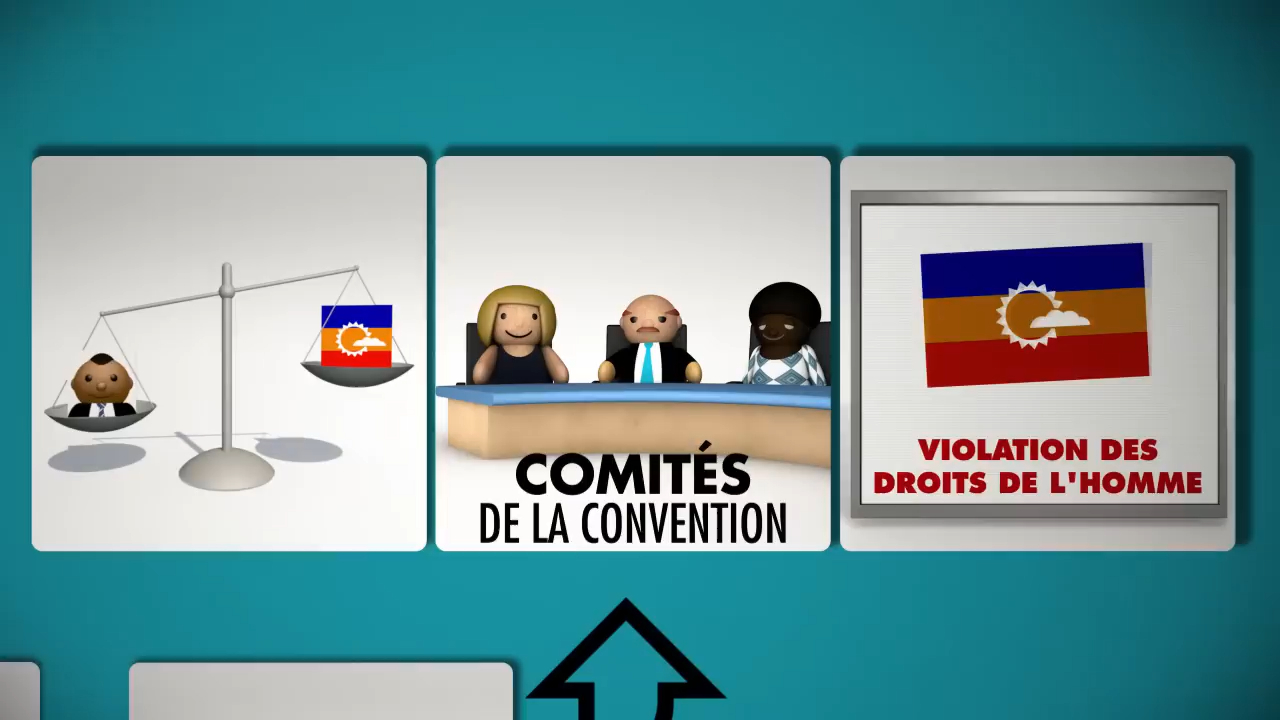 COMITÉS
DE LA CONVENTION
VIOLATION DES
DROITS DE L'HOMME